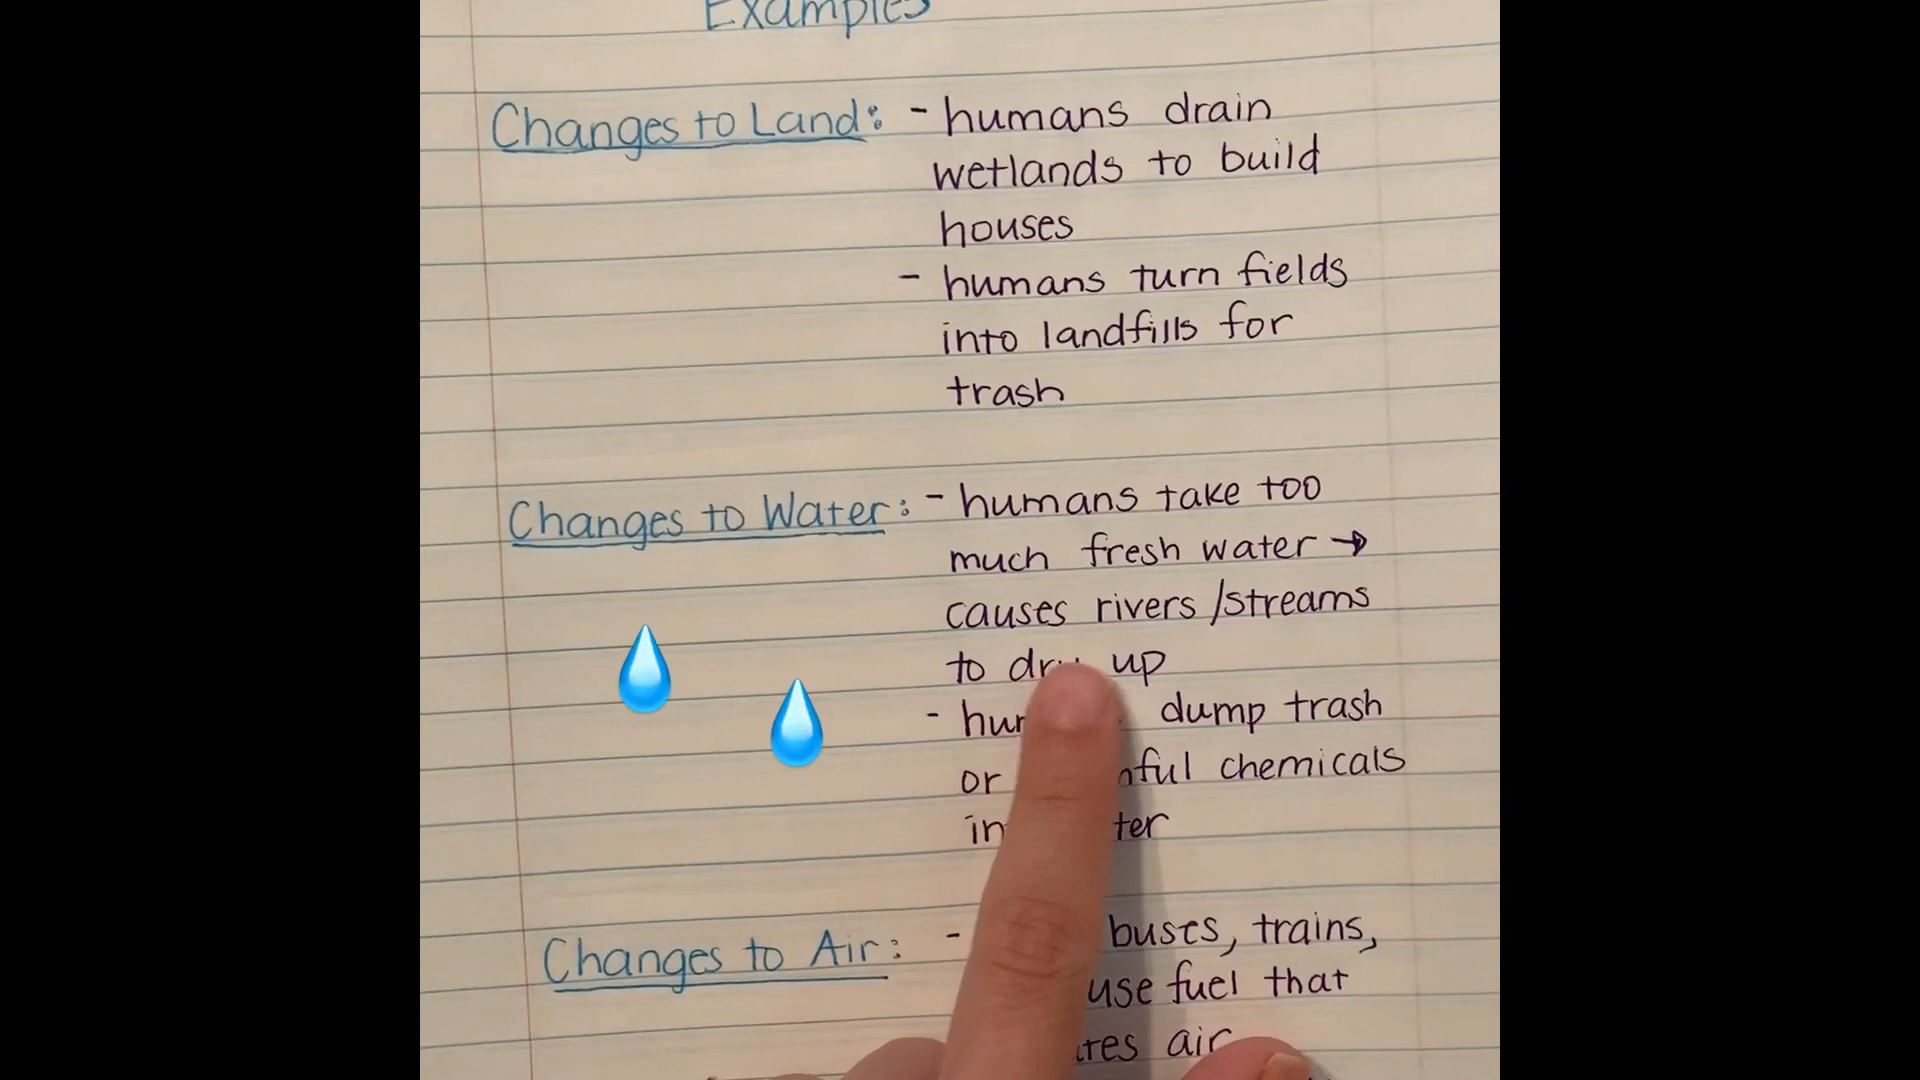 Examples
Changes to Land: - humans drain
wetlands to build
houses
- humans turn fields
into landfills for
trash
Changes to Water: - humans take too
much fresh water →
causes rivers/streams
to dry up
- dump trash
or chemicals
Changes to Air: - buses, trains,
use fuel that
air